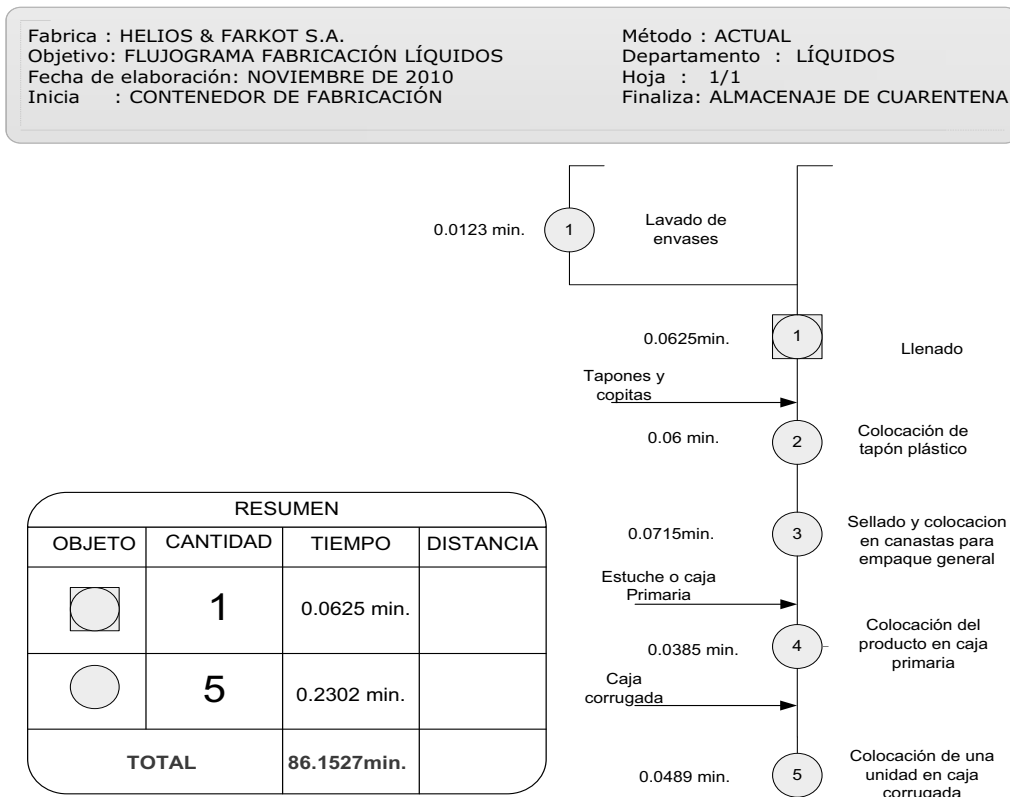 Fabrica : HELIOS & FARKOT S.A.
Objetivo: FLUJOGRAMA FABRICACIÓN LÍQUIDOS
Fecha de elaboración: NOVIEMBRE DE 2010
Inicia : CONTENEDOR DE FABRICACIÓN
Método : ACTUAL
Departamento : LÍQUIDOS
Hoja : 1/1
Finaliza: ALMACENAJE DE CUARENTENA
0.0123 min.
1
Lavado de
envases
0.0625min.
1
Llenado
Tapones y
copitas
0.06 min.
2
Colocación de
tapón plástico
0.0715min.
3
Sellado y colocacion
en canastas para
empaque general
Estuche o caja
Primaria
0.0385 min.
4
Colocación del
producto en caja
primaria
Caja
corrugada
0.0489 min.
5
Colocación de una
unidad en caja
corrugada
RESUMEN
OBJETO CANTIDAD TIEMPO DISTANCIA
1 0.0625 min.
5 0.2302 min.
TOTAL 86.1527min.